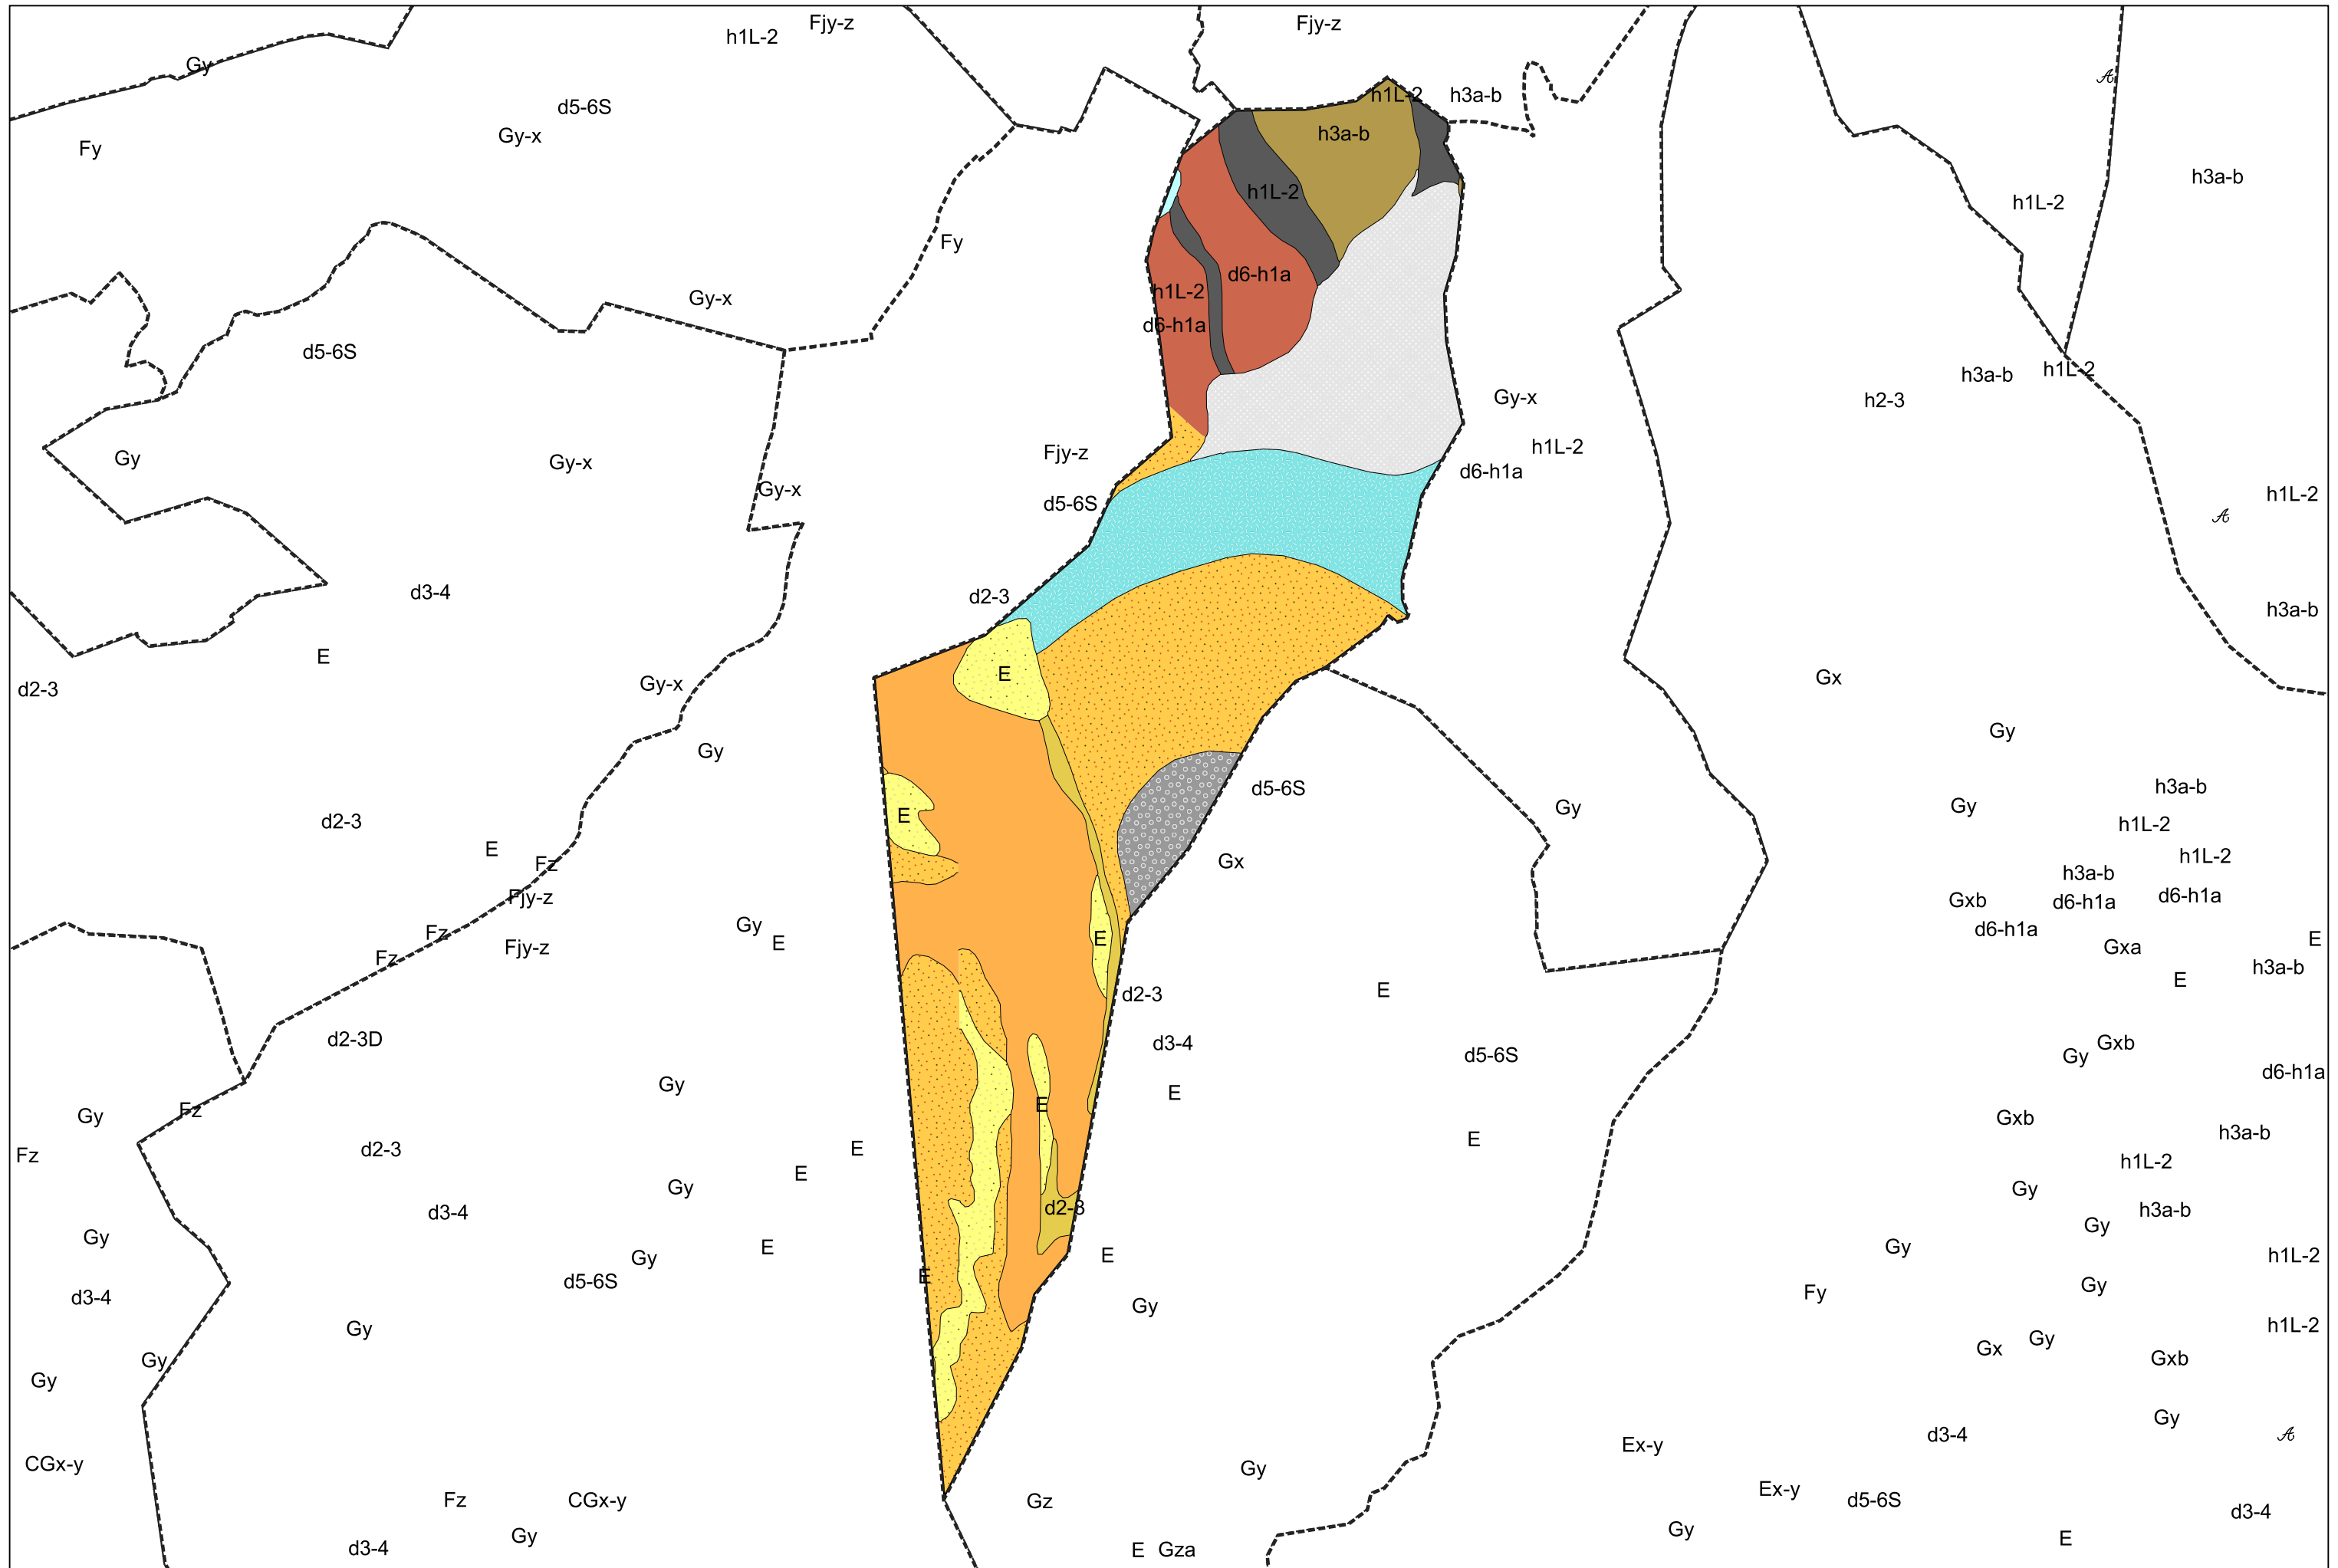 Fjy-z
Fjy-z
h1L-2
Gy
h1L-2
h3a-b
d5-6S
Gy-x
h3a-b
Fy
h3a-b
h1L-2
h1L-2
Fy
d6-h1a
h1L-2
Gy-x
d6-h1a
d5-6S
h1L-2
h3a-b
Gy-x
h2-3
h1L-2
Fjy-z
Gy
Gy-x
d6-h1a
Gy-x
h1L-2
d5-6S
d3-4
d2-3
h3a-b
E
E
Gx
Gy-x
d2-3
Gy
Gy
d5-6S
h3a-b
Gy
Gy
E
d2-3
h1L-2
E
h1L-2
Fz
Gx
h3a-b
Fjy-z
d6-h1a
Gxb
d6-h1a
Gy
d6-h1a
Fz
E
E
E
Fjy-z
Gxa
Fz
h3a-b
E
E
d2-3
d2-3D
d3-4
Gxb
d5-6S
Gy
d6-h1a
Gy
E
E
Fz
Gy
Gxb
h3a-b
E
E
d2-3
Fz
h1L-2
E
Gy
Gy
d2-3
d3-4
h3a-b
Gy
Gy
E
Gy
Gy
E
h1L-2
E
d5-6S
Gy
Fy
d3-4
Gy
h1L-2
Gy
Gy
Gx
Gy
Gxb
Gy
Gy
d3-4
Ex-y
CGx-y
Gy
Ex-y
Fz
CGx-y
Gz
d5-6S
d3-4
Gy
Gy
E
d3-4
E
Gza